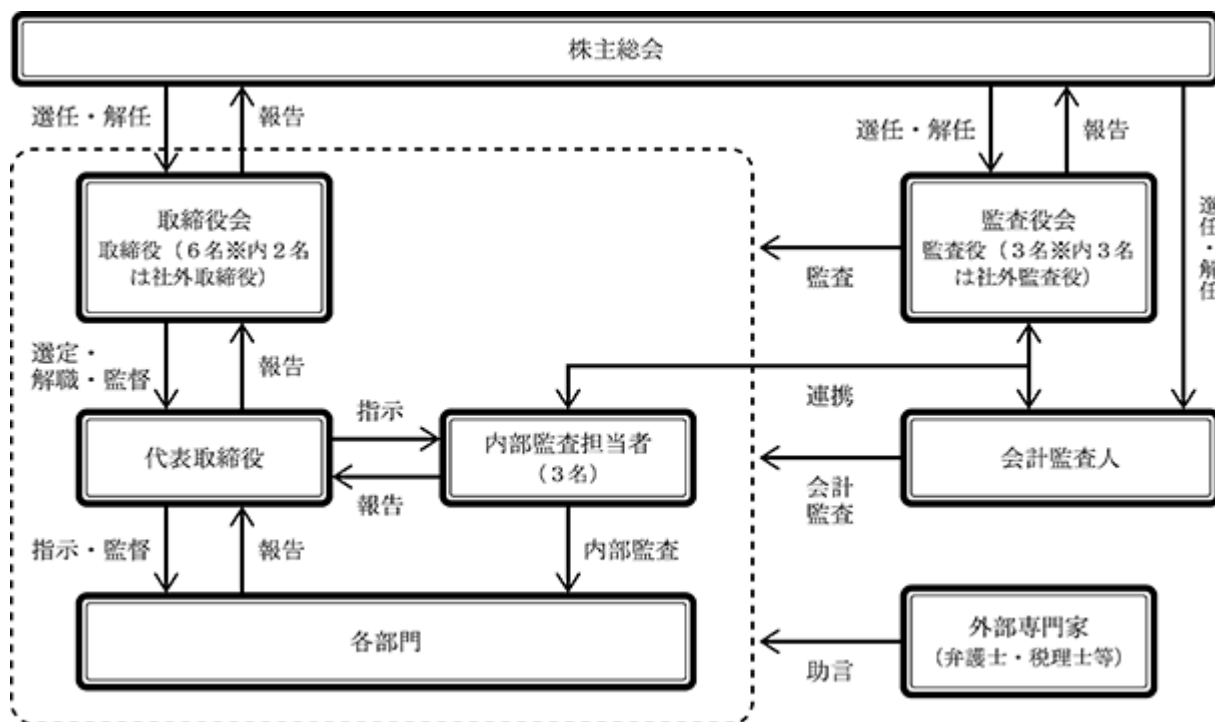 株主総会
選任・解任
報告
選任・解任
報告
選任・解任
取締役会
取締役（6名※内2名
は社外取締役）
監査役会
監査役（3名※内3名
は社外監査役）
監査
選定・
解職・監督
報告
連携
指示
代表取締役
内部監査担当者
（3名）
会計監査人
報告
会計
監査
指示・監督
報告
内部監査
各部門
外部専門家
（弁護士・税理士等）
助言